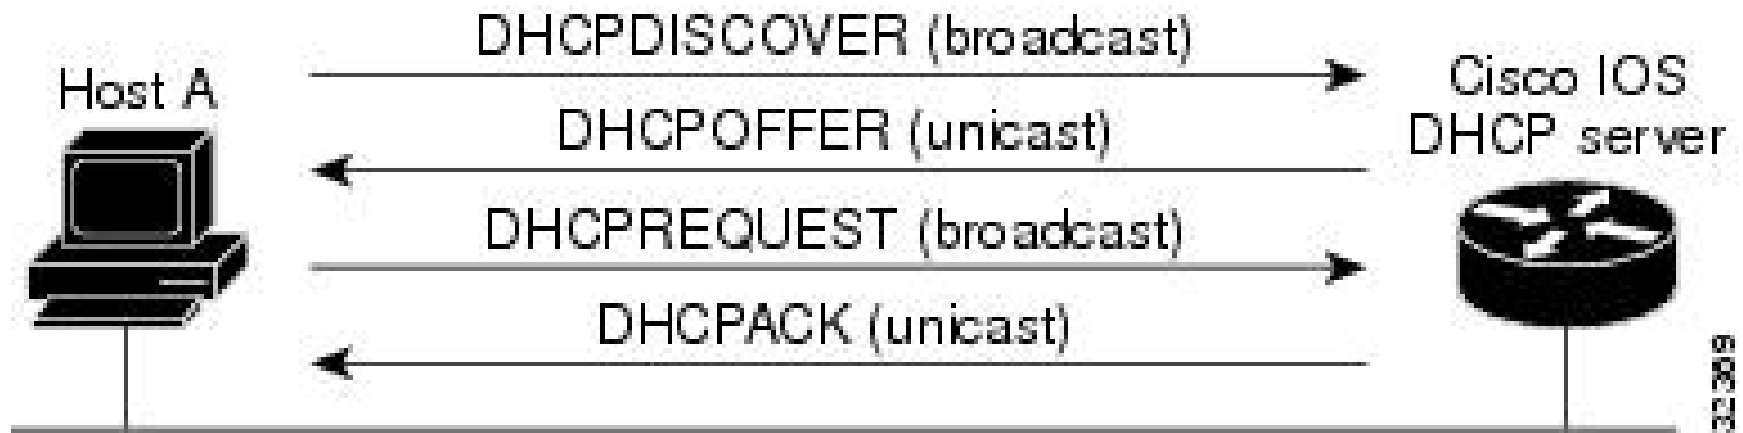 DHCPDISCOVER (broadcast)
Host A
Cisco IOS
DHCP server
DHCPOFFER (unicast)
DHCPREQUEST (broadcast)
DHCPACK (unicast)
32369